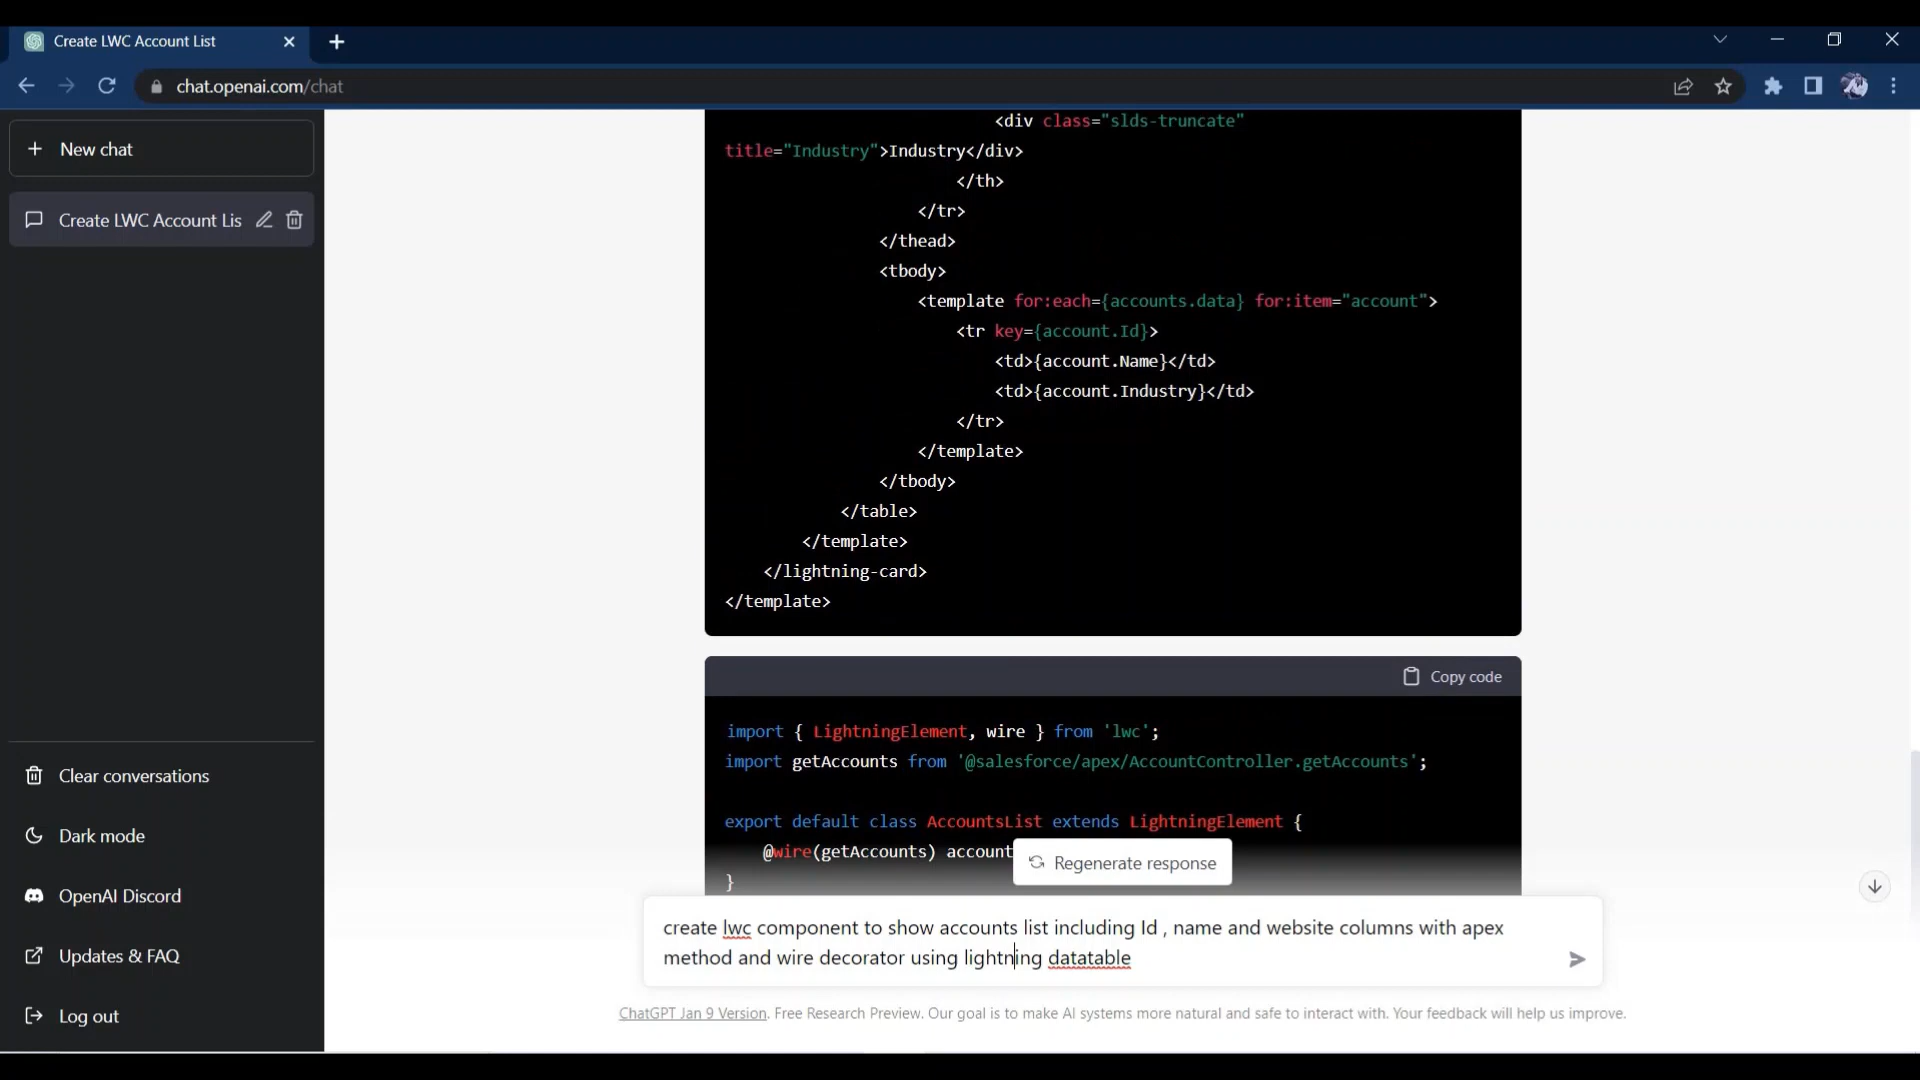 Create LWC Account List
chat.openai.com/chat
New chat
Create LWC Account Lis
Clear conversations
Dark mode
OpenAI Discord
Updates & FAQ
Log out
<div class="slds-truncate"
title="Industry">Industry</div>
</th>
</tr>
</thead>
<tbody>
<template for:each={accounts.data} for:item="account">
<tr key={account.Id}>
<td>{account.Name}</td>
<td>{account.Industry}</td>
</tr>
</template>
</tbody>
</table>
</template>
</lightning-card>
</template>
Copy code
import { LightningElement, wire } from 'lwc';
import getAccounts from '@salesforce/apex/AccountController.getAccounts';
export default class AccountsList extends LightningElement {
@wire(getAccounts) account
}
Regenerate response
create lwc component to show accounts list including Id , name and website columns with apex
method and wire decorator using lightning datatable
ChatGPT Jan 9 Version. Free Research Preview. Our goal is to make AI systems more natural and safe to interact with. Your feedback will help us improve.